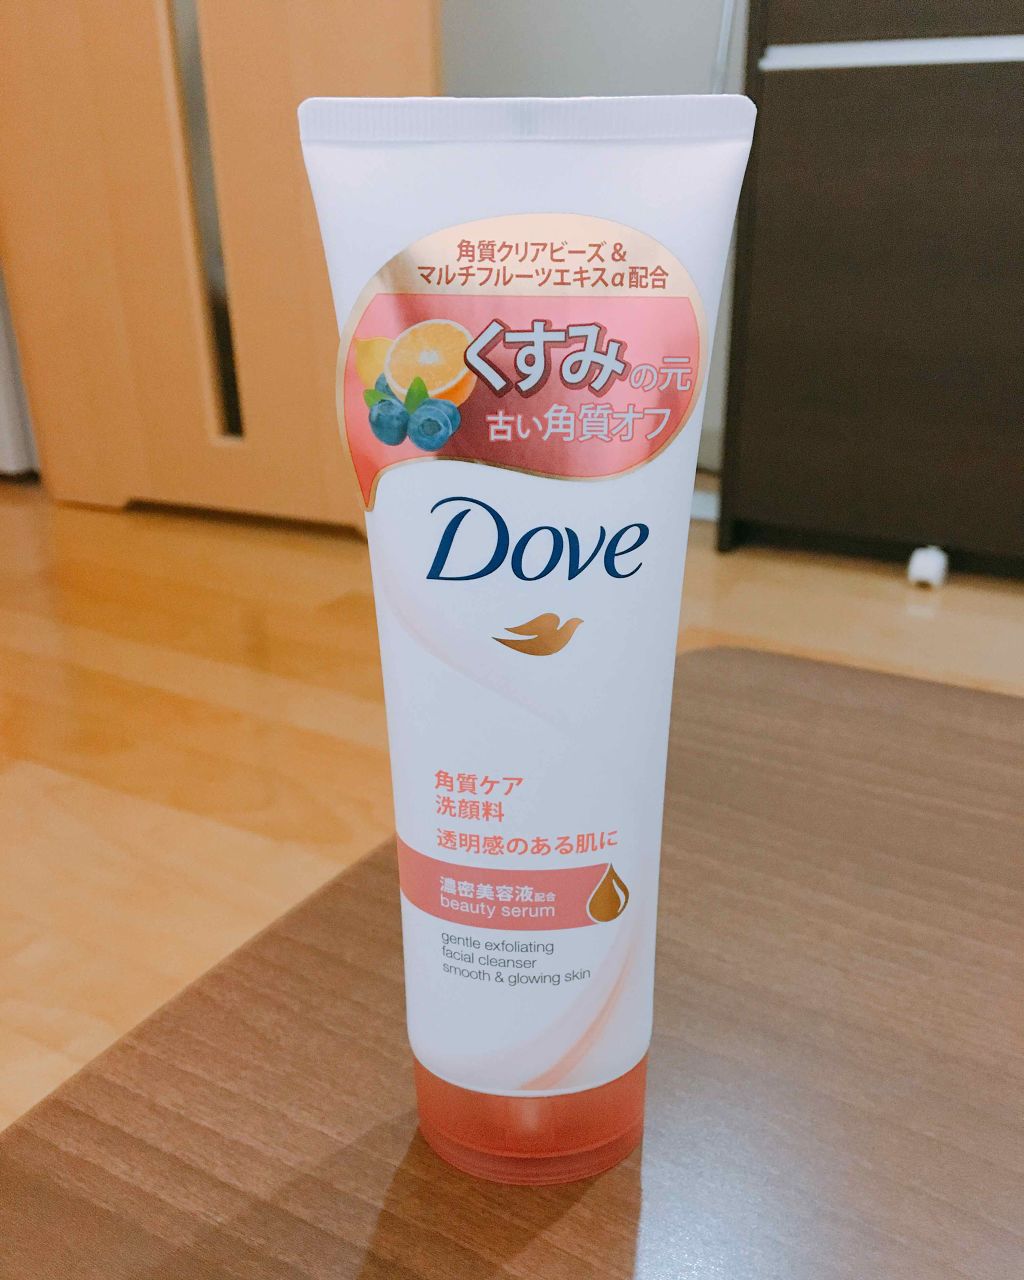 角質クリアビーズ&
マルチフルーツエキスα配合
くすみの元
古い角質オフ
Dove
角質ケア
洗顔料
透明感のある肌に
濃密美容液配合
beauty serum
gentle exfoliating
facial cleanser
smooth & glowing skin